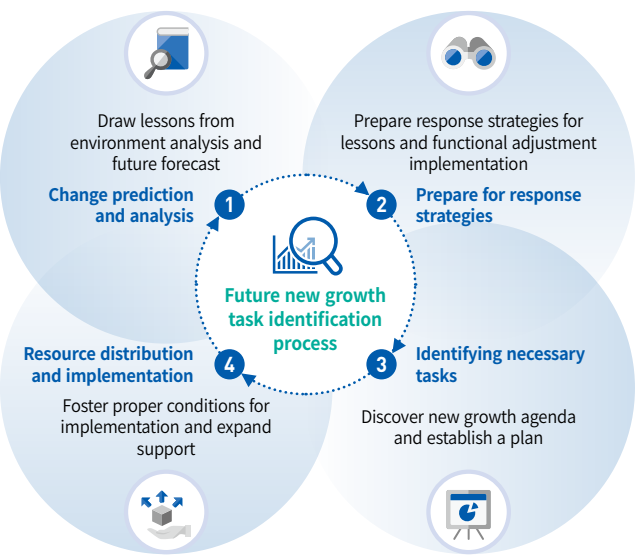 Draw lessons from
environment analysis and
future forecast
Change prediction
and analysis
1
Prepare response strategies for
lessons and functional adjustment
implementation
2
Prepare for response
strategies
Future new growth
task identification
process
3
Identifying necessary
tasks
Discover new growth agenda
and establish a plan
Resource distribution
and implementation
4
Foster proper conditions for
implementation and expand
support